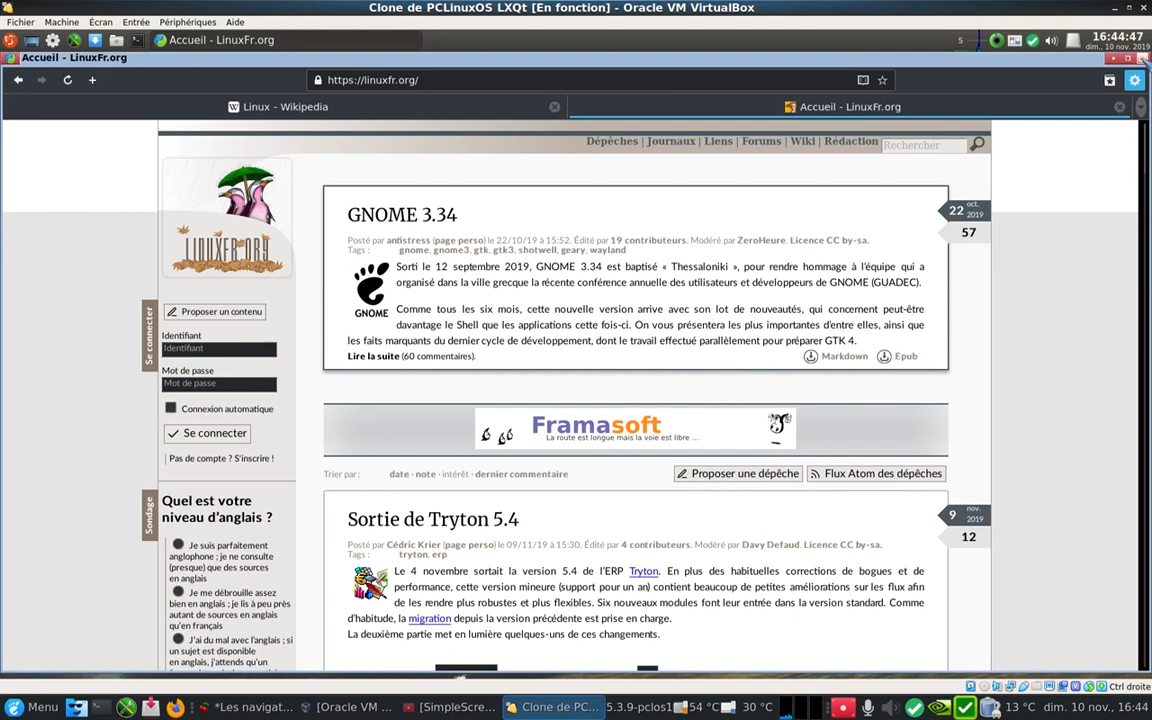 Clone de PCLinuxOS LXQt [En fonction] - Oracle VM VirtualBox
Fichier Machine Écran Entrée Périphériques Aide
Accueil - LinuxFr.org
5
16:44:47
dim., 10 nov. 2019
Accueil - LinuxFr.org
https://linuxfr.org/
W Linux - Wikipedia
Accueil - LinuxFr.org
Dépêches | Journaux | Liens | Forums | Wiki | Rédaction
Rechercher
LINUXFR.ORG
GNOME 3.34
22 oct. 2019
57
Posté par antistress (page perso) le 22/10/19 à 15:52. Édité par 19 contributeurs. Modéré par ZeroHeure. Licence CC by-sa.
Tags : gnome, gnome3, gtk, gtk3, shotwell, geary, wayland
Sorti le 12 septembre 2019, GNOME 3.34 est baptisé « Thessaloniki », pour rendre hommage à l'équipe qui a
organisé dans la ville grecque la récente conférence annuelle des utilisateurs et développeurs de GNOME (GUADEC).
GNOME
Comme tous les six mois, cette nouvelle version arrive avec son lot de nouveautés, qui concernent peut-être
davantage le Shell que les applications cette fois-ci. On vous présentera les plus importantes d'entre elles, ainsi que
les faits marquants du dernier cycle de développement, dont le travail effectué parallèlement pour préparer GTK 4.
Lire la suite (60 commentaires).
Markdown Epub
Se connecter
Proposer un contenu
Identifiant
Identifiant
Mot de passe
Mot de passe
Connexion automatique
Se connecter
Pas de compte ? S'inscrire !
Framasoft
La route est longue mais la voie est libre ...
Trier par : date · note · intérêt · dernier commentaire
Proposer une dépêche
Flux Atom des dépêches
Sondage
Quel est votre
niveau d'anglais ?
Je suis parfaitement
anglophone ; je ne consulte
(presque) que des sources
en anglais
Je me débrouille assez
bien en anglais ; je lis à peu près
autant de sources en anglais
qu'en français
J'ai du mal avec l'anglais ; si
un sujet est disponible
en anglais, j'attends qu'un
Sortie de Tryton 5.4
9 nov. 2019
12
Posté par Cédric Krier (page perso) le 09/11/19 à 15:30. Édité par 4 contributeurs. Modéré par Davy Defaud. Licence CC by-sa.
Tags : tryton, erp
Le 4 novembre sortait la version 5.4 de l'ERP Tryton. En plus des habituelles corrections de bogues et de
performance, cette version mineure (support pour un an) contient beaucoup de petites améliorations sur les flux afin
de les rendre plus robustes et plus flexibles. Six nouveaux modules font leur entrée dans la version standard. Comme
d'habitude, la migration depuis la version précédente est prise en charge.
La deuxième partie met en lumière quelques-uns de ces changements.
Ctrl droite
Menu
*Les navigat...
[Oracle VM ...
[SimpleScre...
Clone de PC...
5.3.9-pclos1
54 °C
30 °C
13 °C
dim. 10 nov., 16:44